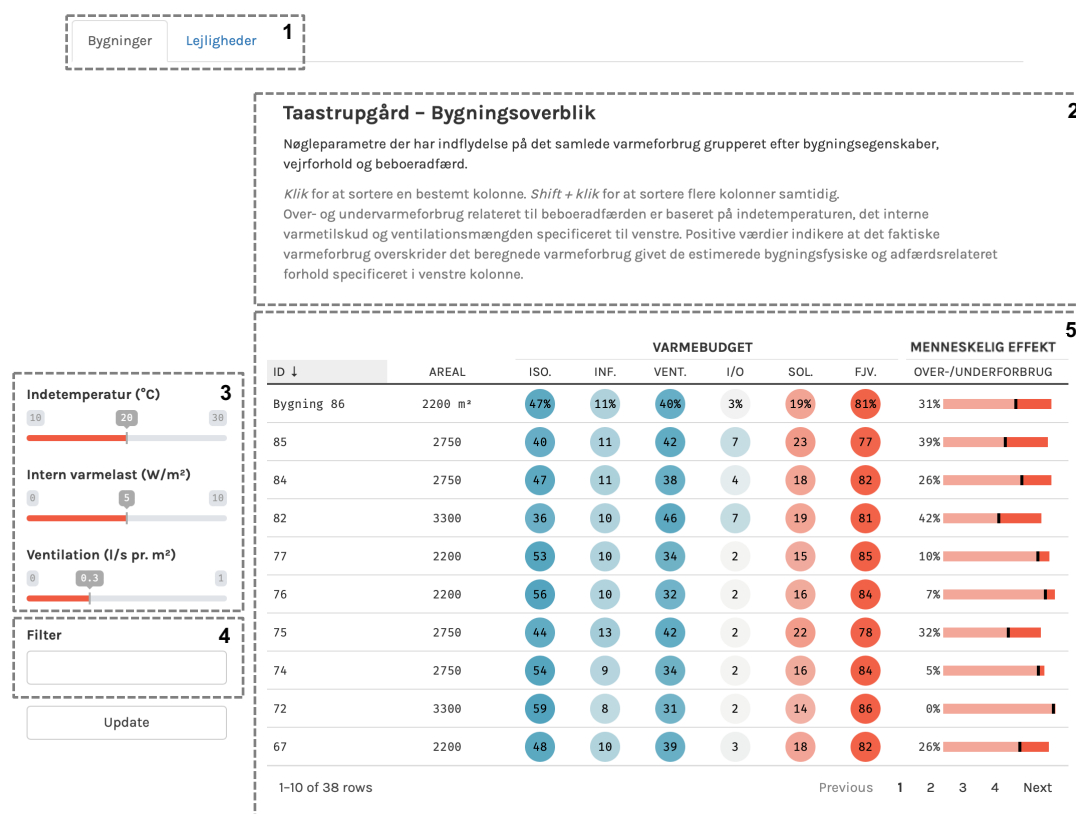 Bygninger Lejligheder 1
2
Taastrupgård – Bygningsoverblik
Nøgleparametre der har indflydelse på det samlede varmeforbrug grupperet efter bygningsegenskaber,
vejrforhold og beboeradfærd.
Klik for at sortere en bestemt kolonne. Shift + klik for at sortere flere kolonner samtidig.
Over- og undervarmeforbrug relateret til beboeradfærden er baseret på indetemperaturen, det interne
varmetilskud og ventilationsmængden specificeret til venstre. Positive værdier indikere at det faktiske
varmeforbrug overskrider det beregnede varmeforbrug givet de estimerede bygningsfysiske og adfærdsrelateret
forhold specificeret i venstre kolonne.
3
Indetemperatur (°C)
10 20 30
Intern varmelast (W/m²)
0 5 10
Ventilation (l/s pr. m²)
0 0.3 1
Filter 4
Update
5
VARMEBUDGET MENNESKELIG EFFEKT
ID ↓ AREAL ISO. INF. VENT. I/O SOL. FJV. OVER-/UNDERFORBRUG
Bygning 86 2200 m² 47% 11% 40% 3% 19% 81% 31%
85 2750 40 11 42 7 23 77 39%
84 2750 47 11 38 4 18 82 26%
82 3300 36 10 46 7 19 81 42%
77 2200 53 10 34 2 15 85 10%
76 2200 56 10 32 2 16 84 7%
75 2750 44 13 42 2 22 78 32%
74 2750 54 9 34 2 16 84 5%
72 3300 59 8 31 2 14 86 0%
67 2200 48 10 39 3 18 82 26%
1–10 of 38 rows Previous 1 2 3 4 Next